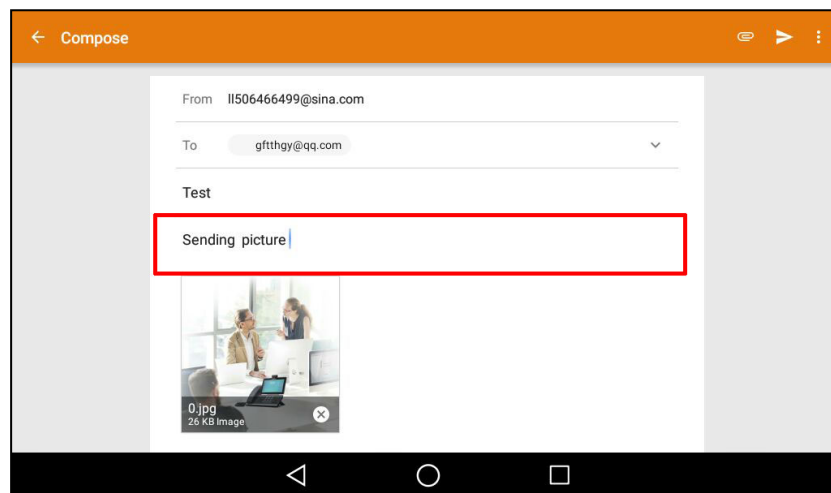 Compose
From ll506466499@sina.com
To gftthgy@qq.com
Test
Sending picture
0.jpg
26 KB Image